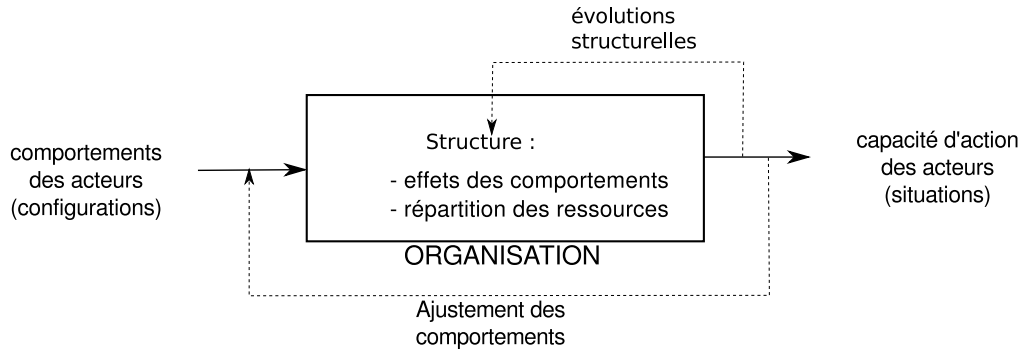 évolutions
structurelles
comportements
des acteurs
(configurations)
Structure :
- effets des comportements
- répartition des ressources
ORGANISATION
capacité d'action
des acteurs
(situations)
Ajustement des
comportements